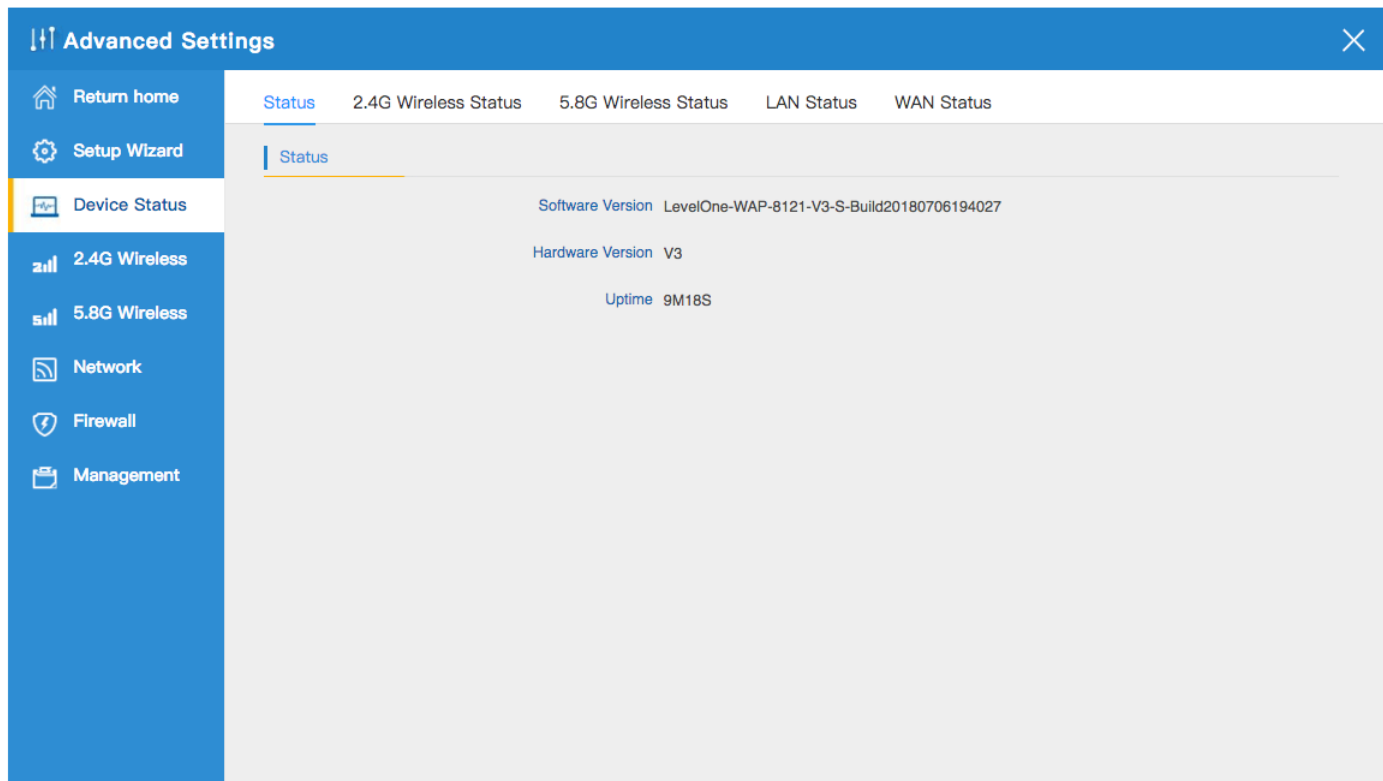 Advanced Settings
Return home
Setup Wizard
Device Status
2.4G Wireless
5.8G Wireless
Network
Firewall
Management
Status 2.4G Wireless Status 5.8G Wireless Status LAN Status WAN Status
Status
Software Version LevelOne-WAP-8121-V3-S-Build20180706194027
Hardware Version V3
Uptime 9M18S